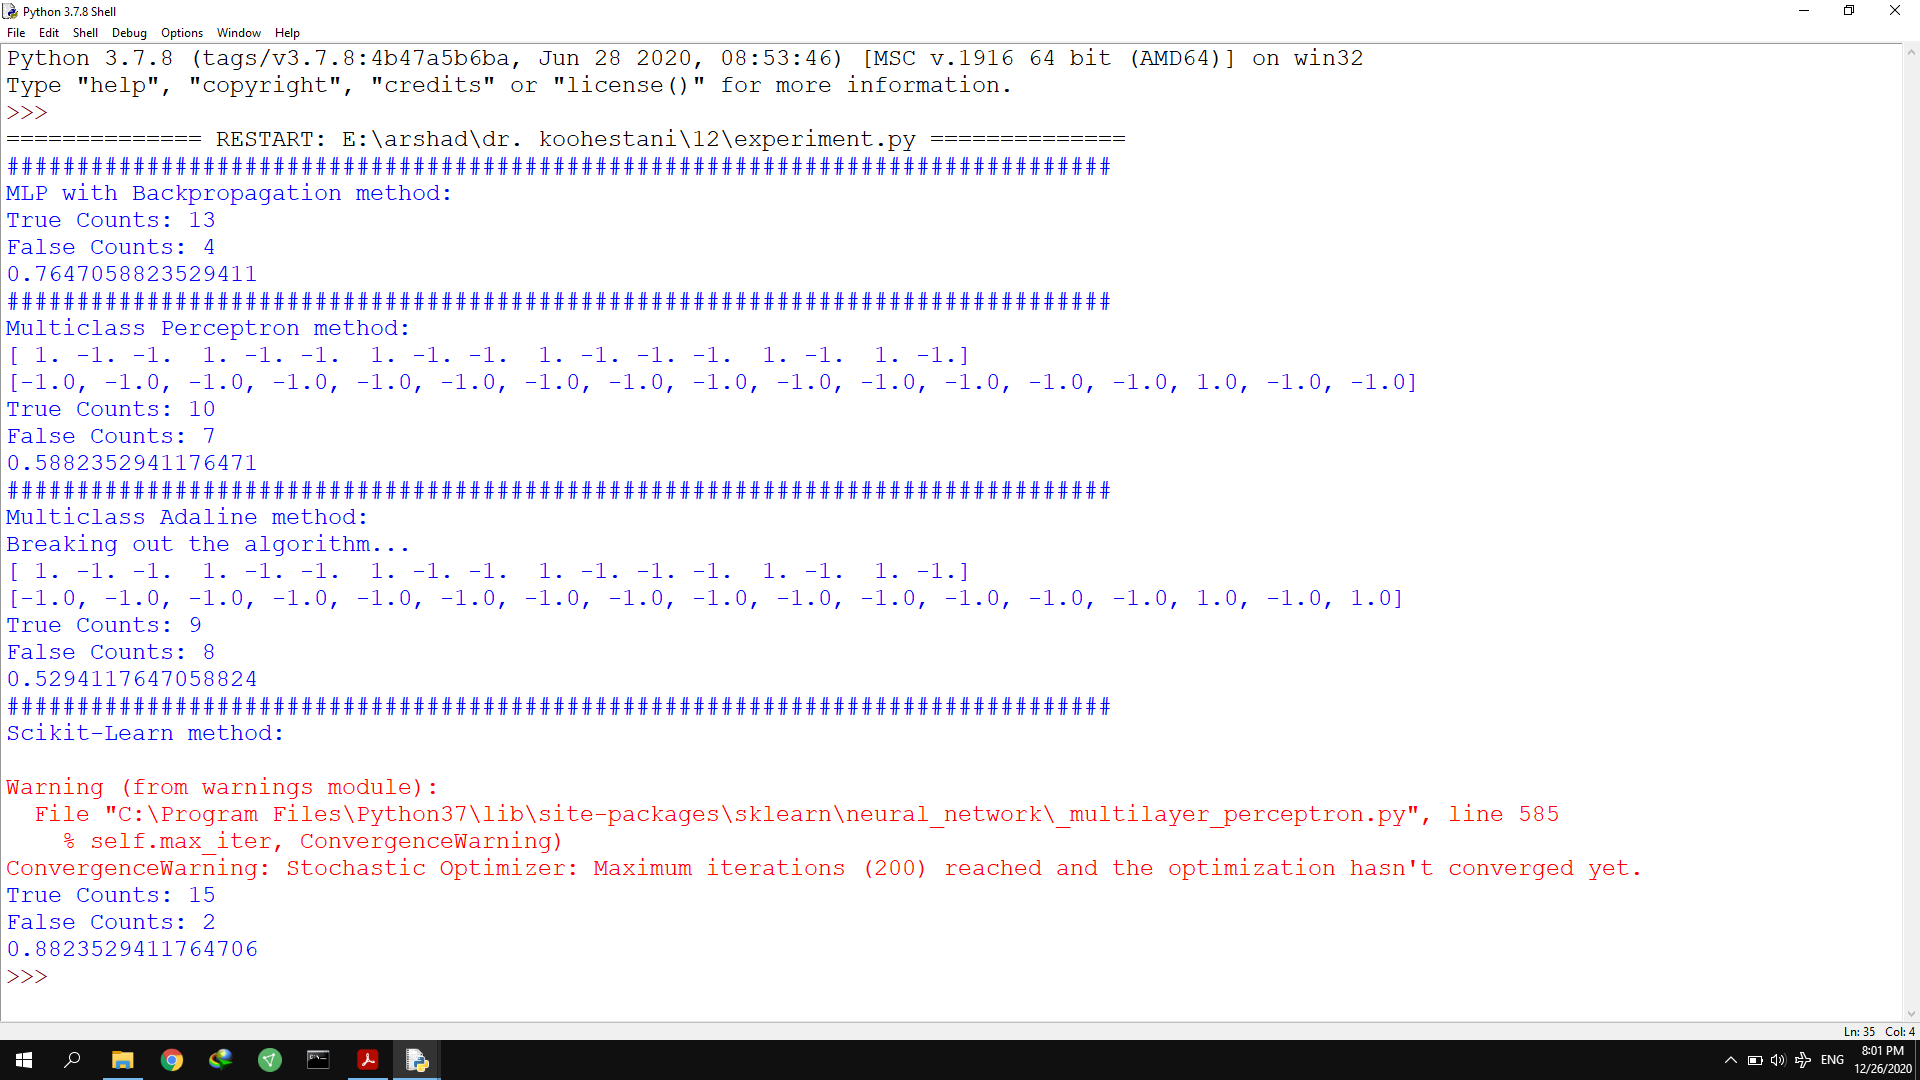 Python 3.7.8 Shell
File Edit Shell Debug Options Window Help
Python 3.7.8 (tags/v3.7.8:4b47a5b6ba, Jun 28 2020, 08:53:46) [MSC v.1916 64 bit (AMD64)] on win32
Type "help", "copyright", "credits" or "license()" for more information.
>>>
============== RESTART: E:\arshad\dr. koohestani\12\experiment.py ==============
###############################################################################
MLP with Backpropagation method:
True Counts: 13
False Counts: 4
0.7647058823529411
###############################################################################
Multiclass Perceptron method:
[ 1. -1. -1.  1. -1. -1.  1. -1. -1.  1. -1. -1. -1.  1. -1.  1. -1.]
[-1.0, -1.0, -1.0, -1.0, -1.0, -1.0, -1.0, -1.0, -1.0, -1.0, -1.0, -1.0, -1.0, -1.0, 1.0, -1.0, -1.0]
True Counts: 10
False Counts: 7
0.5882352941176471
###############################################################################
Multiclass Adaline method:
Breaking out the algorithm...
[ 1. -1. -1.  1. -1. -1.  1. -1. -1.  1. -1. -1. -1.  1. -1.  1. -1.]
[-1.0, -1.0, -1.0, -1.0, -1.0, -1.0, -1.0, -1.0, -1.0, -1.0, -1.0, -1.0, -1.0, -1.0, 1.0, -1.0, 1.0]
True Counts: 9
False Counts: 8
0.5294117647058824
###############################################################################
Scikit-Learn method:
Warning (from warnings module):
  File "C:\Program Files\Python37\lib\site-packages\sklearn\neural_network\_multilayer_perceptron.py", line 585
    % self.max_iter, ConvergenceWarning)
ConvergenceWarning: Stochastic Optimizer: Maximum iterations (200) reached and the optimization hasn't converged yet.
True Counts: 15
False Counts: 2
0.8823529411764706
>>>
Ln: 35 Col: 4
ENG
8:01 PM
12/26/2020